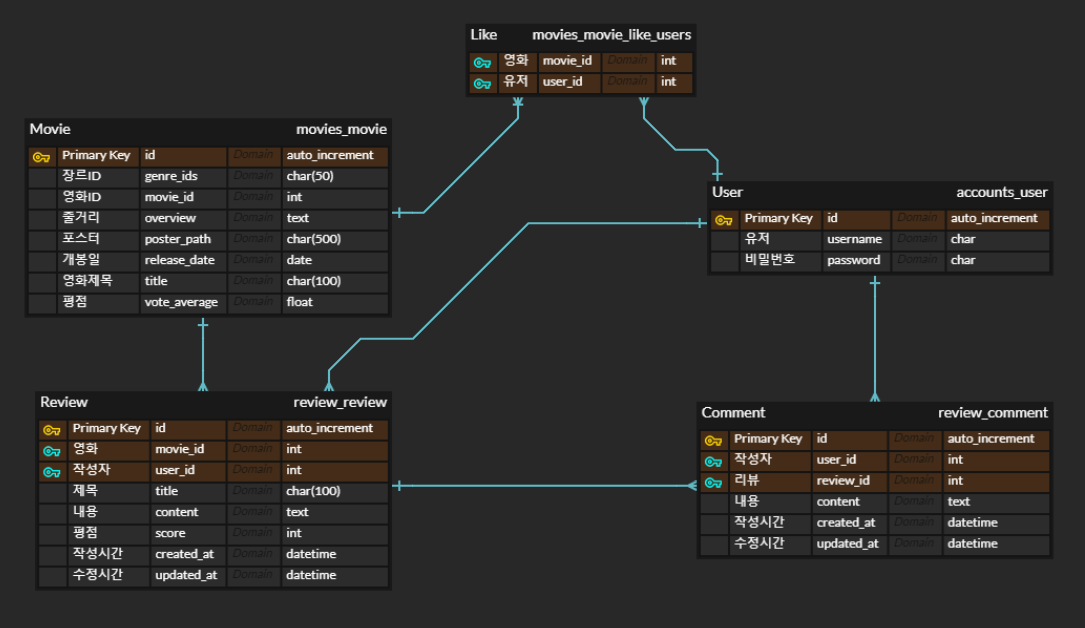 Like movies_movie_like_users
영화 movie_id Domain int
유저 user_id Domain int
Movie movies_movie
Primary Key id Domain auto_increment
장르ID genre_ids Domain char(50)
영화ID movie_id Domain int
줄거리 overview Domain text
포스터 poster_path Domain char(500)
개봉일 release_date Domain date
영화제목 title Domain char(100)
평점 vote_average Domain float
User accounts_user
Primary Key id Domain auto_increment
유저 username Domain char
비밀번호 password Domain char
Review review_review
Primary Key id Domain auto_increment
영화 movie_id Domain int
작성자 user_id Domain int
제목 title Domain char(100)
내용 content Domain text
평점 score Domain int
작성시간 created_at Domain datetime
수정시간 updated_at Domain datetime
Comment review_comment
Primary Key id Domain auto_increment
작성자 user_id Domain int
리뷰 review_id Domain int
내용 content Domain text
작성시간 created_at Domain datetime
수정시간 updated_at Domain datetime